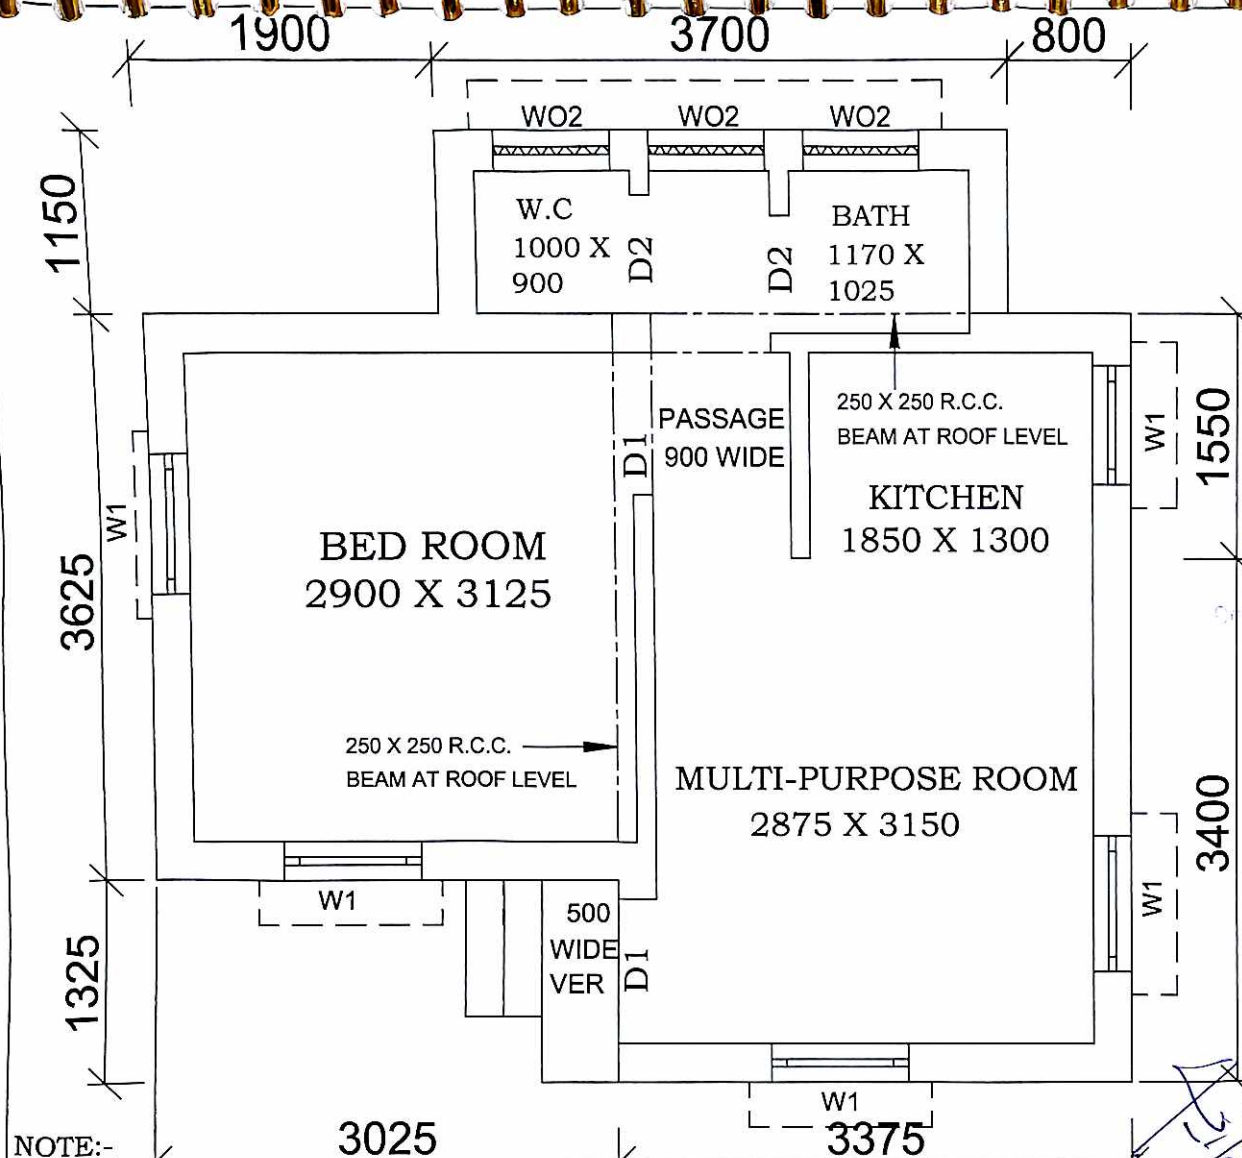 1900
3700
800
WO2
WO2
WO2
1150
W.C
1000 X
900
D2
D2
BATH
1170 X
1025
250 X 250 R.C.C.
BEAM AT ROOF LEVEL
PASSAGE
900 WIDE
D1
KITCHEN
1850 X 1300
W1
1550
W1
3625
BED ROOM
2900 X 3125
250 X 250 R.C.C.
BEAM AT ROOF LEVEL
MULTI-PURPOSE ROOM
2875 X 3150
W1
3400
W1
500
WIDE
VER
D1
1325
W1
NOTE:-
3025
3375